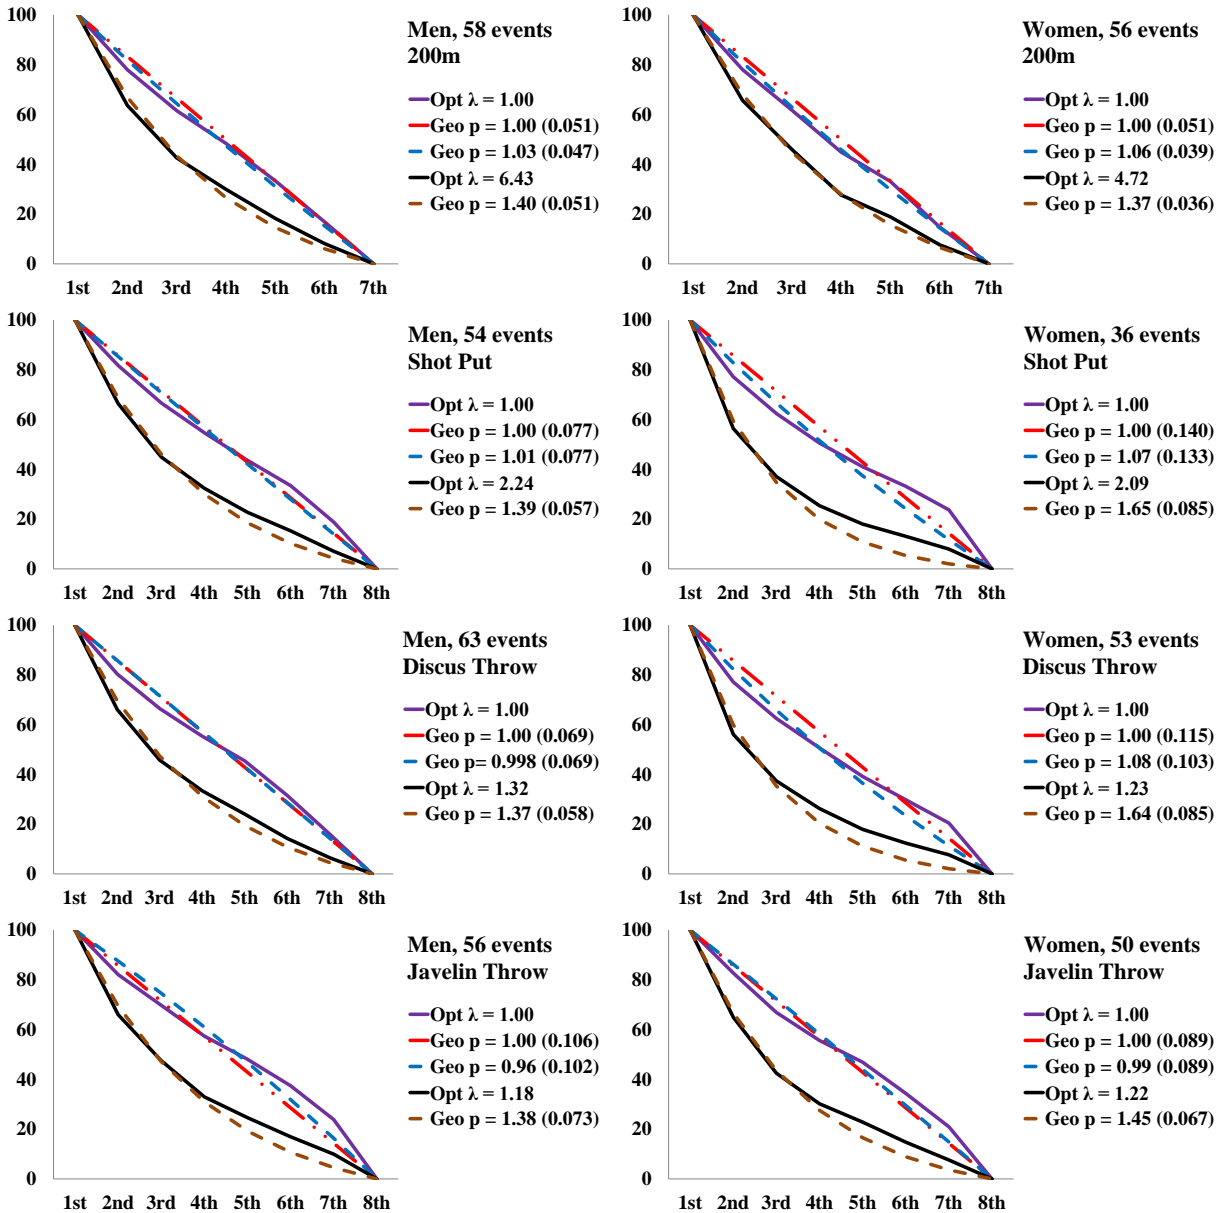 Men, 58 events
200m
Opt λ = 1.00
Geo p = 1.00 (0.051)
Geo p = 1.03 (0.047)
Opt λ = 6.43
Geo p = 1.40 (0.051)
100
80
60
40
20
0
1st 2nd 3rd 4th 5th 6th 7th
Women, 56 events
200m
Opt λ = 1.00
Geo p = 1.00 (0.051)
Geo p = 1.06 (0.039)
Opt λ = 4.72
Geo p = 1.37 (0.036)
100
80
60
40
20
0
1st 2nd 3rd 4th 5th 6th 7th
Men, 54 events
Shot Put
Opt λ = 1.00
Geo p = 1.00 (0.077)
Geo p = 1.01 (0.077)
Opt λ = 2.24
Geo p = 1.39 (0.057)
100
80
60
40
20
0
1st 2nd 3rd 4th 5th 6th 7th 8th
Women, 36 events
Shot Put
Opt λ = 1.00
Geo p = 1.00 (0.140)
Geo p = 1.07 (0.133)
Opt λ = 2.09
Geo p = 1.65 (0.085)
100
80
60
40
20
0
1st 2nd 3rd 4th 5th 6th 7th 8th
Men, 63 events
Discus Throw
Opt λ = 1.00
Geo p = 1.00 (0.069)
Geo p= 0.998 (0.069)
Opt λ = 1.32
Geo p = 1.37 (0.058)
100
80
60
40
20
0
1st 2nd 3rd 4th 5th 6th 7th 8th
Women, 53 events
Discus Throw
Opt λ = 1.00
Geo p = 1.00 (0.115)
Geo p = 1.08 (0.103)
Opt λ = 1.23
Geo p = 1.64 (0.085)
100
80
60
40
20
0
1st 2nd 3rd 4th 5th 6th 7th 8th
Men, 56 events
Javelin Throw
Opt λ = 1.00
Geo p = 1.00 (0.106)
Geo p = 0.96 (0.102)
Opt λ = 1.18
Geo p = 1.38 (0.073)
100
80
60
40
20
0
1st 2nd 3rd 4th 5th 6th 7th 8th
Women, 50 events
Javelin Throw
Opt λ = 1.00
Geo p = 1.00 (0.089)
Geo p = 0.99 (0.089)
Opt λ = 1.22
Geo p = 1.45 (0.067)
100
80
60
40
20
0
1st 2nd 3rd 4th 5th 6th 7th 8th